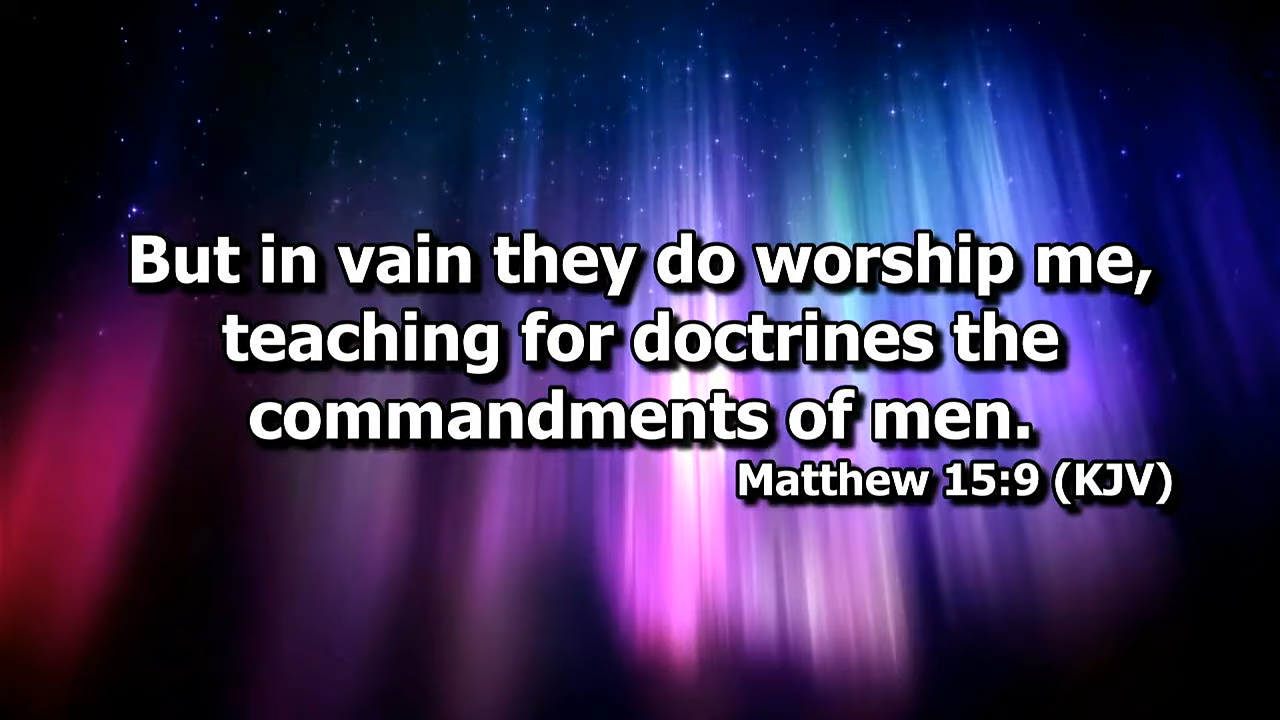 But in vain they do worship me,
teaching for doctrines the
commandments of men.
Matthew 15:9 (KJV)